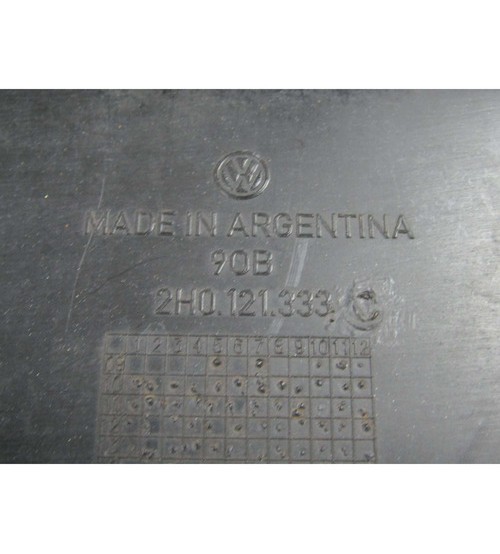 MADE IN ARGENTINA
90B
2H0.121.333
1 2 3 4 5 6 7 8 9 10 11 12
09